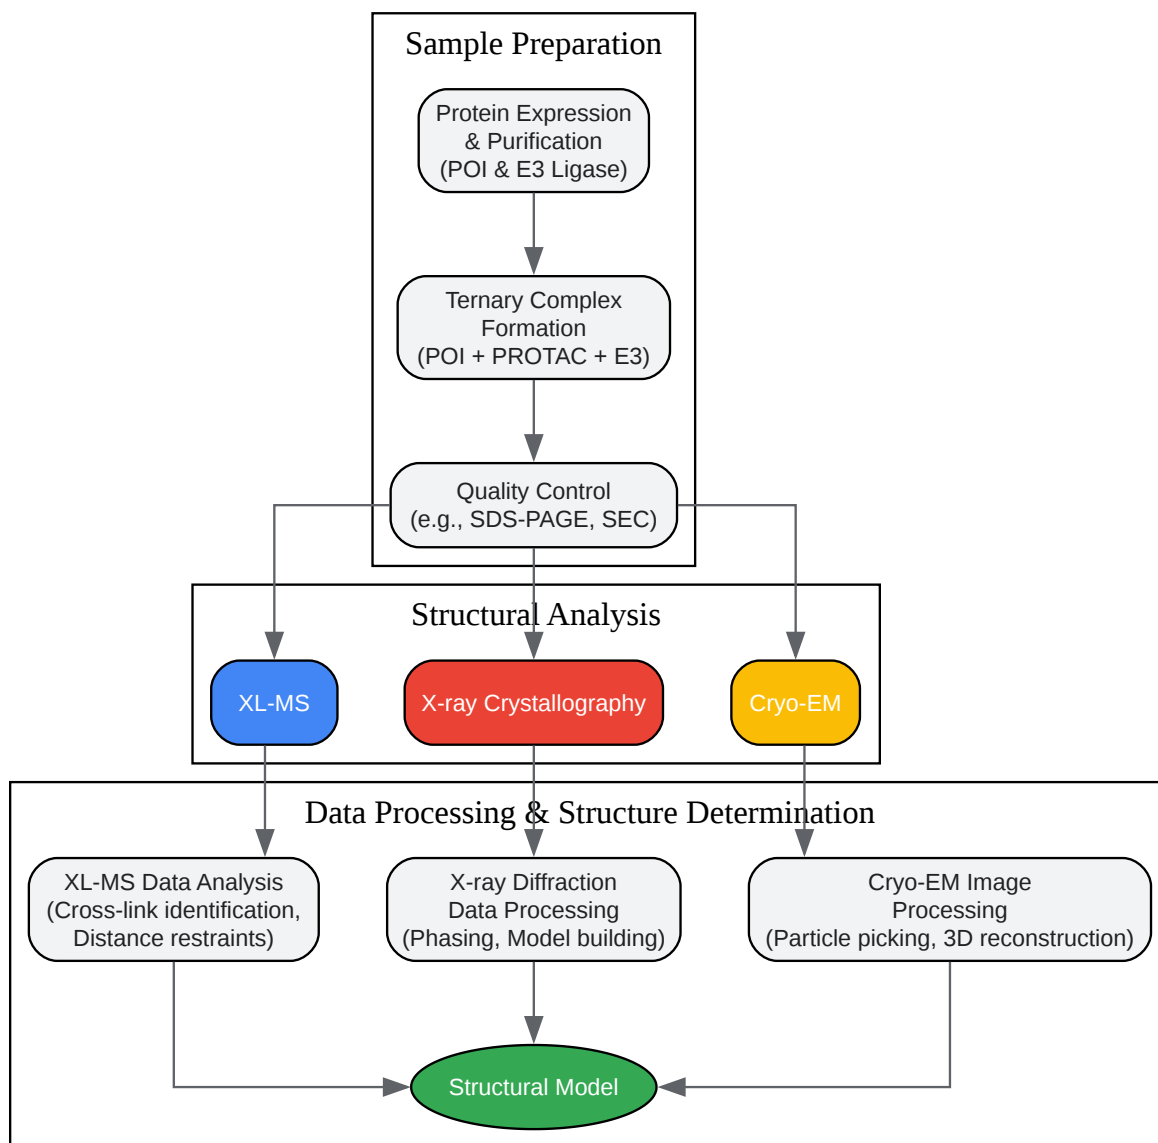 Sample Preparation
Protein Expression
& Purification
(POI & E3 Ligase)
Ternary Complex
Formation
(POI + PROTAC + E3)
Quality Control
(e.g., SDS-PAGE, SEC)
Structural Analysis
XL-MS
X-ray Crystallography
Cryo-EM
Data Processing & Structure Determination
XL-MS Data Analysis
(Cross-link identification,
Distance restraints)
X-ray Diffraction
Data Processing
(Phasing, Model building)
Cryo-EM Image
Processing
(Particle picking, 3D reconstruction)
Structural Model